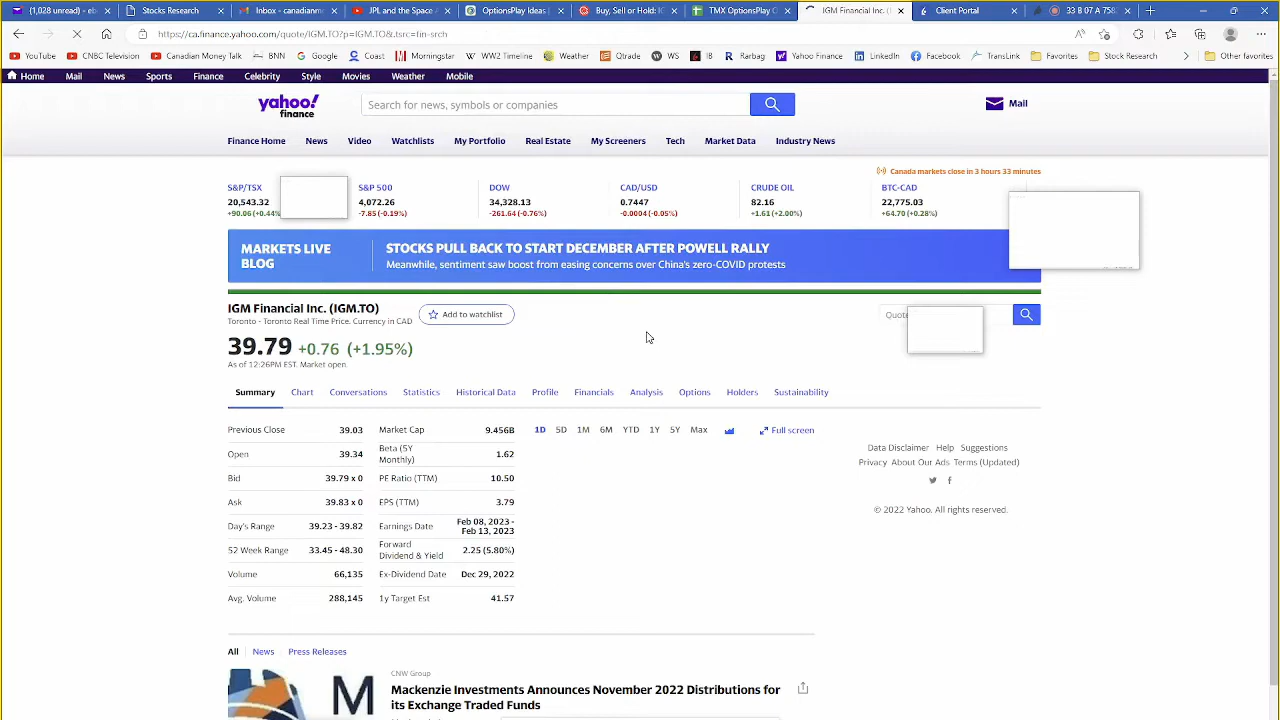 (1,028 unread) - eb
Stocks Research
Inbox - canadianm
JPL and the Space A
OptionsPlay Ideas |
Buy, Sell or Hold: IG
TMX OptionsPlay G
IGM Financial Inc. (I
Client Portal
33 B 07 A 758
https://ca.finance.yahoo.com/quote/IGM.TO?p=IGM.TO&.tsrc=fin-srch
YouTube CNBC Television Canadian Money Talk BNN Google Coast Morningstar WW2 Timeline Weather Qtrade WS !8 Rarbag Yahoo Finance LinkedIn Facebook TransLink Favorites Stock Research Other favorites
Home Mail News Sports Finance Celebrity Style Movies Weather Mobile
yahoo!
finance
Search for news, symbols or companies
Mail
Finance Home News Video Watchlists My Portfolio Real Estate My Screeners Tech Market Data Industry News
Canada markets close in 3 hours 33 minutes
S&P/TSX S&P 500 DOW CAD/USD CRUDE OIL BTC-CAD
20,543.32 4,072.26 34,328.13 0.7447 82.16 22,775.03
+90.06 (+0.44% -7.85 (-0.19%) -261.64 (-0.76%) -0.0004 (-0.05%) +1.61 (+2.00%) +64.70 (+0.28%)
MARKETS LIVE
BLOG
STOCKS PULL BACK TO START DECEMBER AFTER POWELL RALLY
Meanwhile, sentiment saw boost from easing concerns over China's zero-COVID protests
IGM Financial Inc. (IGM.TO)
Toronto - Toronto Real Time Price. Currency in CAD
Add to watchlist
Quote
39.79 +0.76 (+1.95%)
As of 12:26PM EST. Market open.
Summary Chart Conversations Statistics Historical Data Profile Financials Analysis Options Holders Sustainability
Previous Close 39.03
Open 39.34
Bid 39.79 x 0
Ask 39.83 x 0
Day's Range 39.23 - 39.82
52 Week Range 33.45 - 48.30
Volume 66,135
Avg. Volume 288,145
Market Cap 9.456B
Beta (5Y
Monthly) 1.62
PE Ratio (TTM) 10.50
EPS (TTM) 3.79
Earnings Date Feb 08, 2023 -
Feb 13, 2023
Forward
Dividend & Yield 2.25 (5.80%)
Ex-Dividend Date Dec 29, 2022
1y Target Est 41.57
1D 5D 1M 6M YTD 1Y 5Y Max Full screen
Data Disclaimer Help Suggestions
Privacy About Our Ads Terms (Updated)
© 2022 Yahoo. All rights reserved.
All News Press Releases
CNW Group
Mackenzie Investments Announces November 2022 Distributions for
its Exchange Traded Funds
M